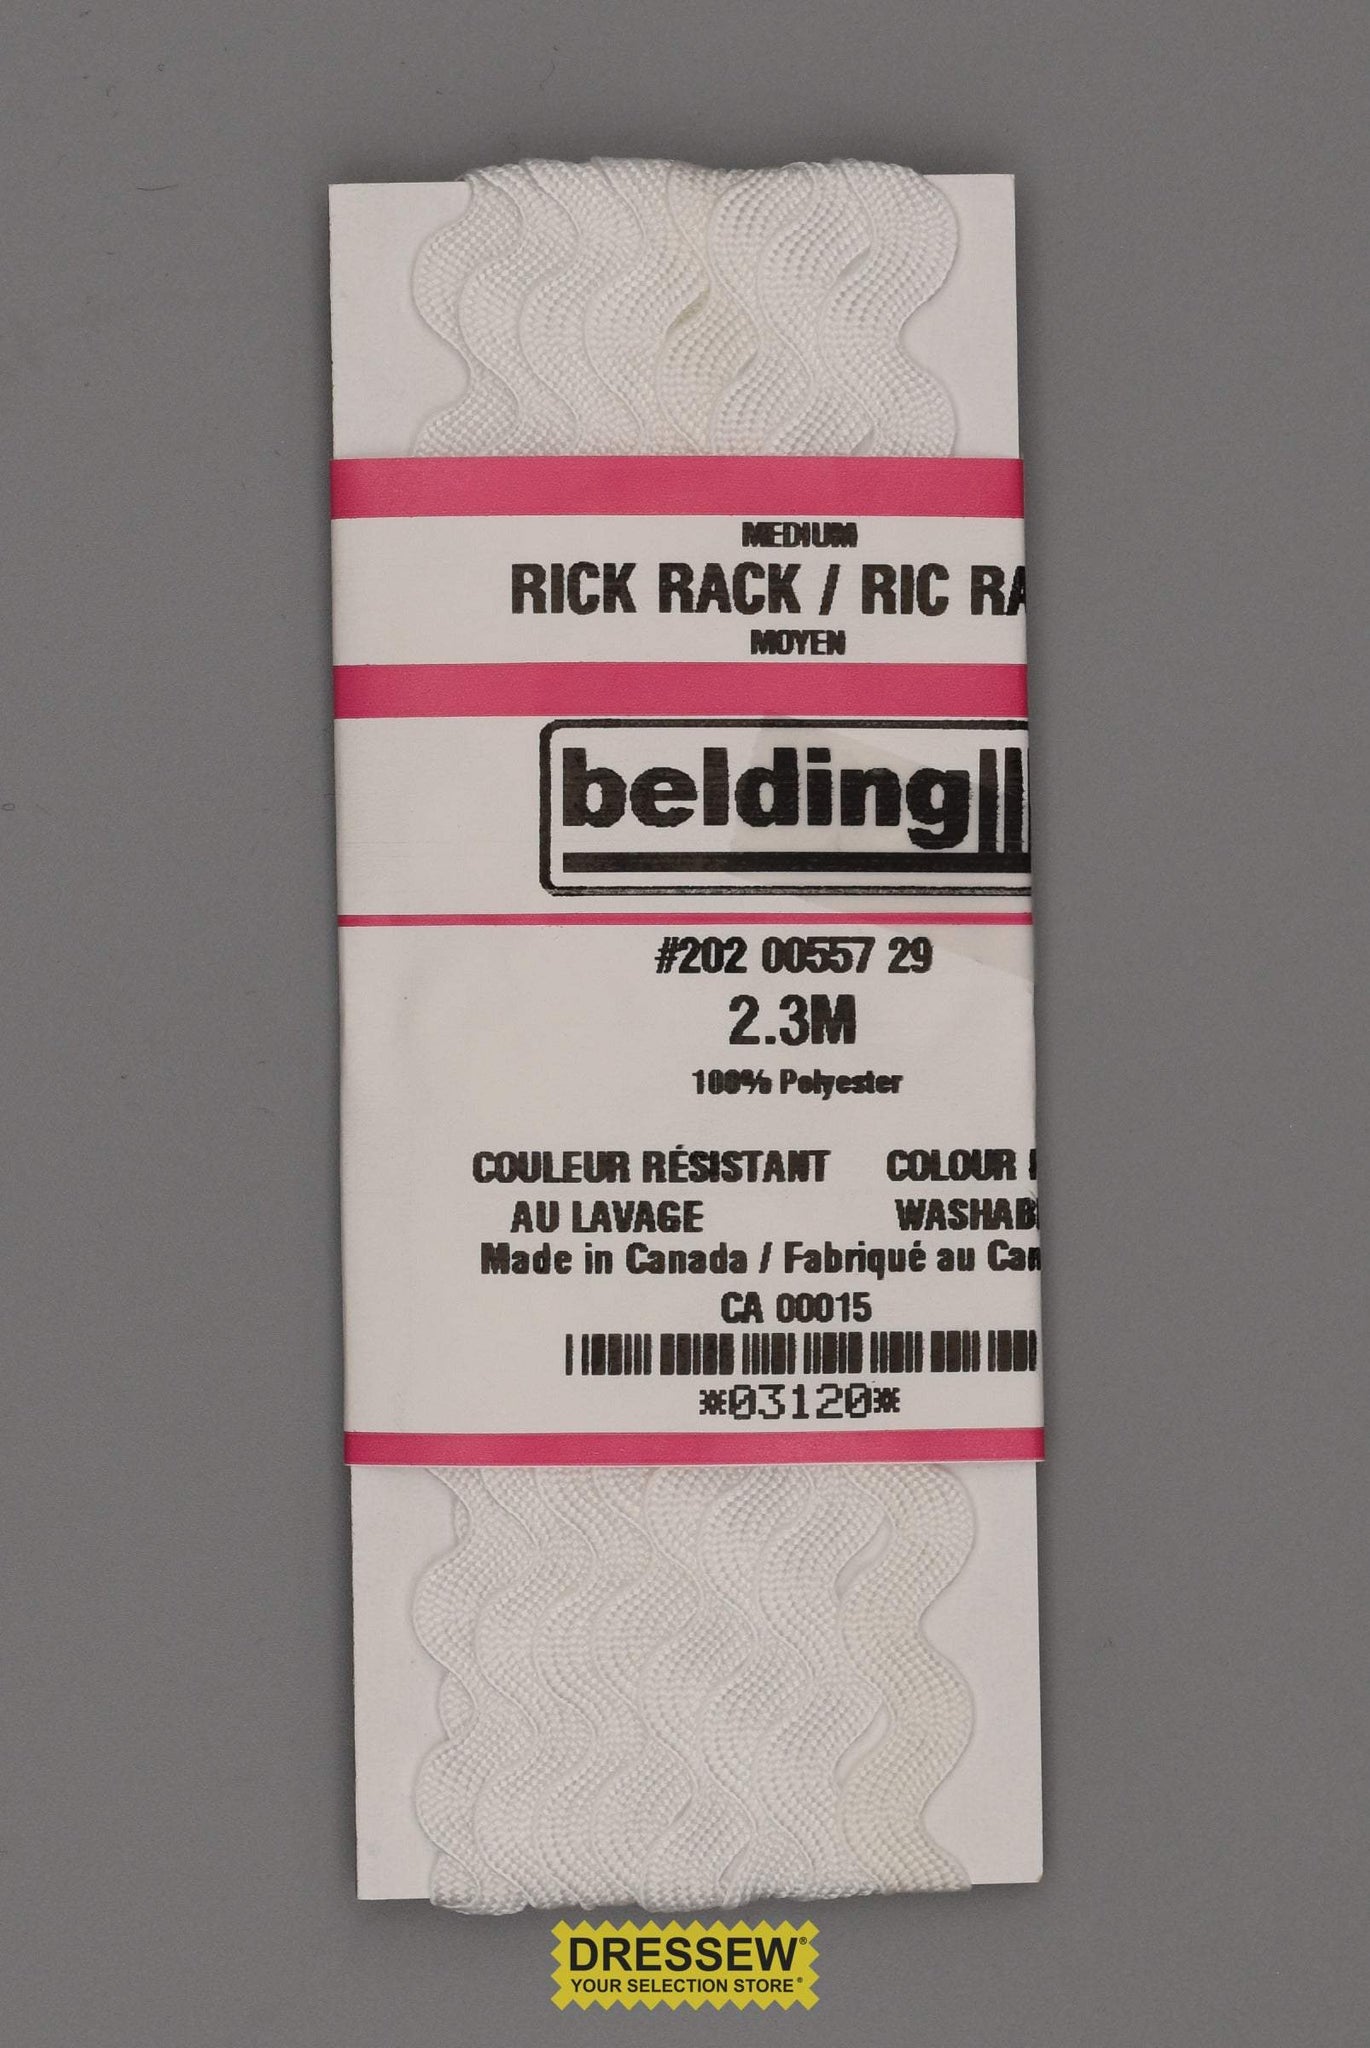 MEDIUM
RICK RACK / RIC RA
MOYEN
belding
#202 00557 29
2.3M
100% Polyester
COULEUR RÉSISTANT COLOUR
AU LAVAGE WASHAB
Made in Canada / Fabriqué au Can
CA 00015
*03120*
DRESSEW®
YOUR SELECTION STORE®